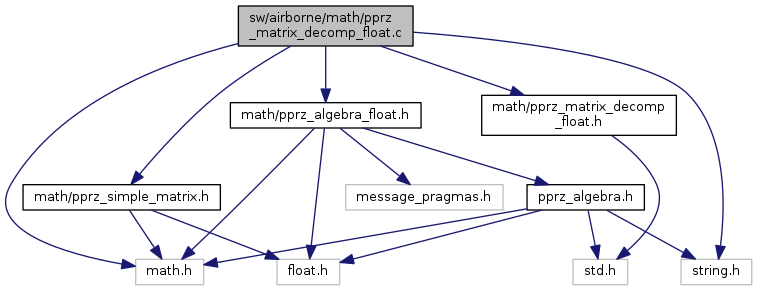 sw/airborne/math/pprz
_matrix_decomp_float.c
math/pprz_algebra_float.h
math/pprz_matrix_decomp
_float.h
math/pprz_simple_matrix.h
message_pragmas.h
pprz_algebra.h
math.h
float.h
std.h
string.h